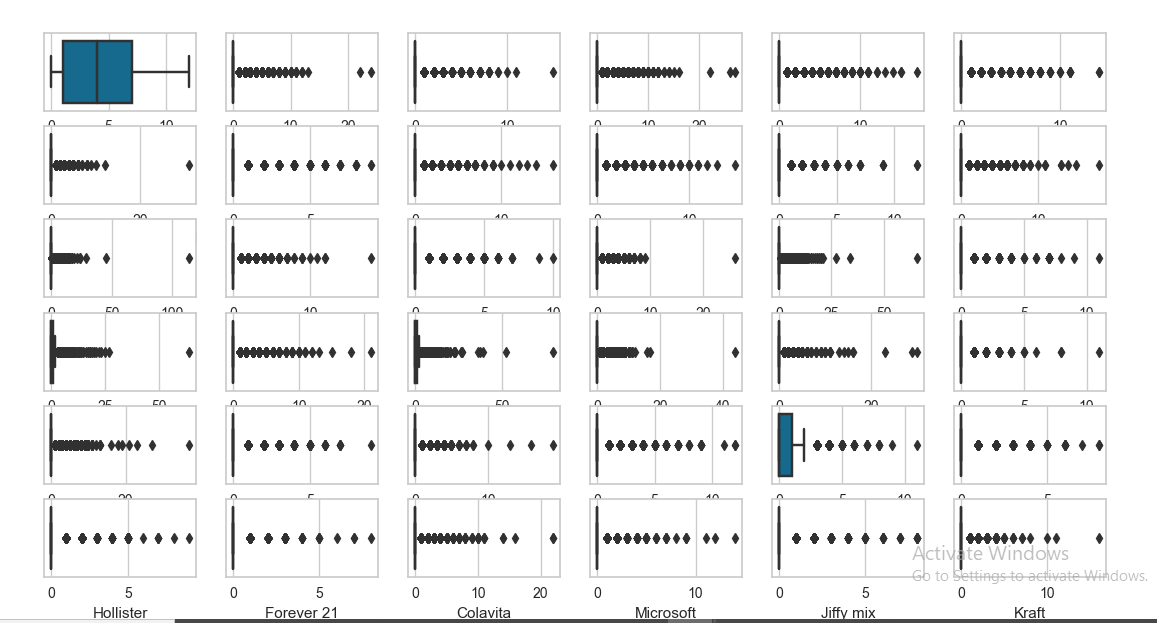 0 5 10 0 10 20 0 10 0 10 20 0 10 0 10
0 20 0 5 0 10 0 10 0 5 10 0 10
0 50 100 0 10 0 5 10 0 10 20 0 25 50 0 5 10
0 25 50 0 10 20 0 50 0 20 40 0 20 0 5 10
0 20 0 5 0 10 0 5 10 0 5 10 0 5
0 5 0 5 0 10 20 0 10 0 5 0 10
Hollister Forever 21 Colavita Microsoft Jiffy mix Kraft
Activate Windows
Go to Settings to activate Windows.